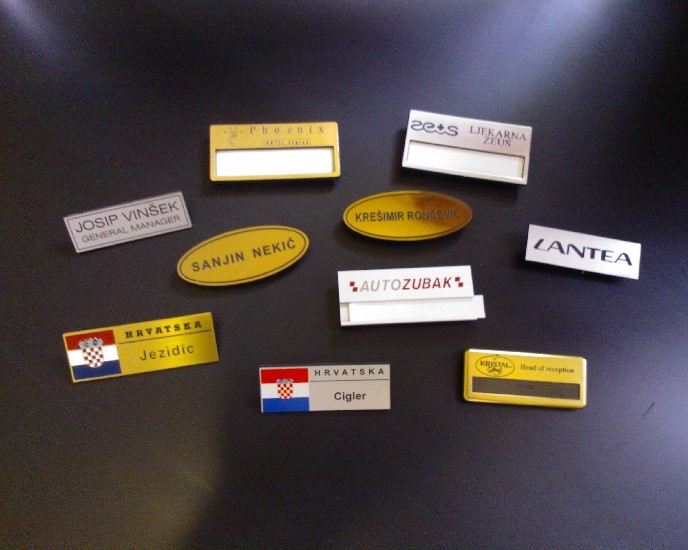 Phoenix
zeus LJEKARNA
ZEUS
JOSIP VINŠEK
GENERAL MANAGER
KREŠIMIR RONČEVIĆ
SANJIN NEKIĆ
LANTEA
AUTOZUBAK
HRVATSKA
Jezidic
HRVATSKA
Cigler
KRISTAL Head of reception